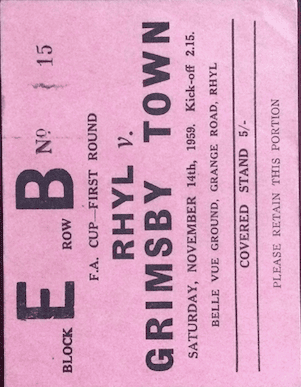 BLOCK E ROW B Nº 15
F.A. CUP—FIRST ROUND
RHYL v.
GRIMSBY TOWN
SATURDAY, NOVEMBER 14th, 1959. Kick-off 2.15.
BELLE VUE GROUND, GRANGE ROAD, RHYL
COVERED STAND 5/-
PLEASE RETAIN THIS PORTION